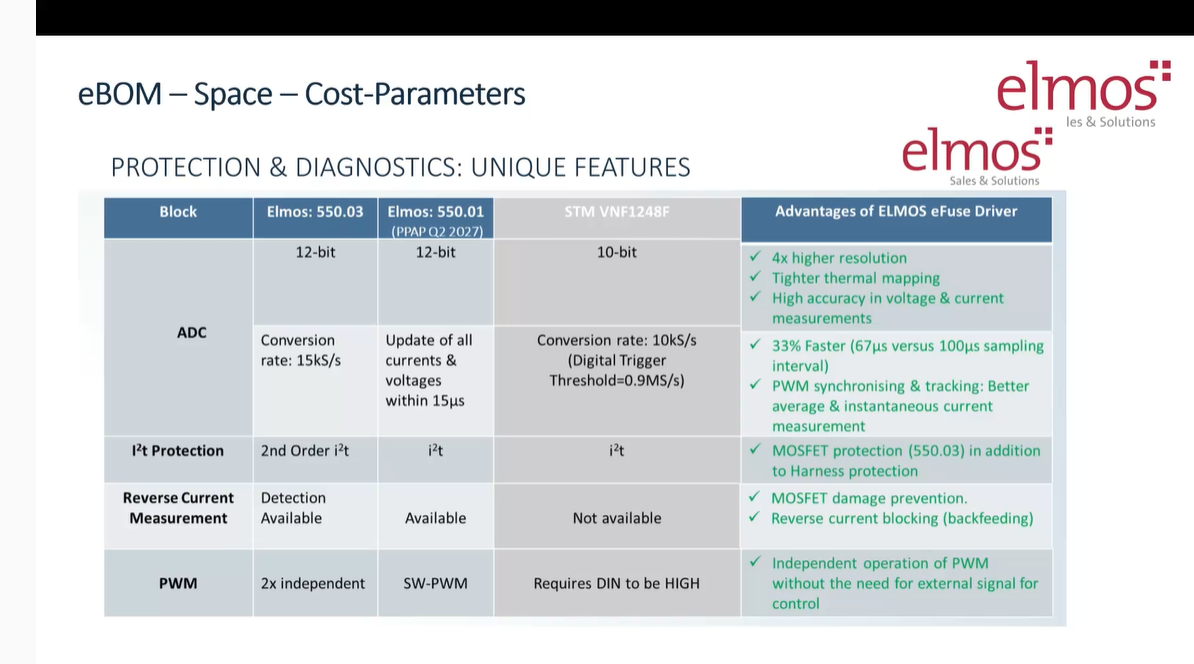 eBOM – Space – Cost-Parameters
elmos
les & Solutions
elmos
Sales & Solutions
PROTECTION & DIAGNOSTICS: UNIQUE FEATURES
Block
Elmos: 550.03
Elmos: 550.01
(PPAP Q2 2027)
STM VNF1248F
Advantages of ELMOS eFuse Driver
ADC
12-bit
12-bit
10-bit
✓ 4x higher resolution
✓ Tighter thermal mapping
✓ High accuracy in voltage & current
measurements
Conversion
rate: 15kS/s
Update of all
currents &
voltages
within 15µs
Conversion rate: 10kS/s
(Digital Trigger
Threshold=0.9MS/s)
✓ 33% Faster (67µs versus 100µs sampling
interval)
✓ PWM synchronising & tracking: Better
average & instantaneous current
measurement
I²t Protection
2nd Order i²t
i²t
i²t
✓ MOSFET protection (550.03) in addition
to Harness protection
Reverse Current
Measurement
Detection
Available
Available
Not available
✓ MOSFET damage prevention.
✓ Reverse current blocking (backfeeding)
PWM
2x independent
SW-PWM
Requires DIN to be HIGH
✓ Independent operation of PWM
without the need for external signal for
control